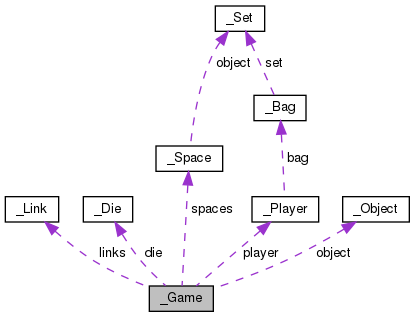 _Set
object
set
_Bag
_Space
bag
_Link
_Die
spaces
_Player
_Object
links
die
player
object
_Game